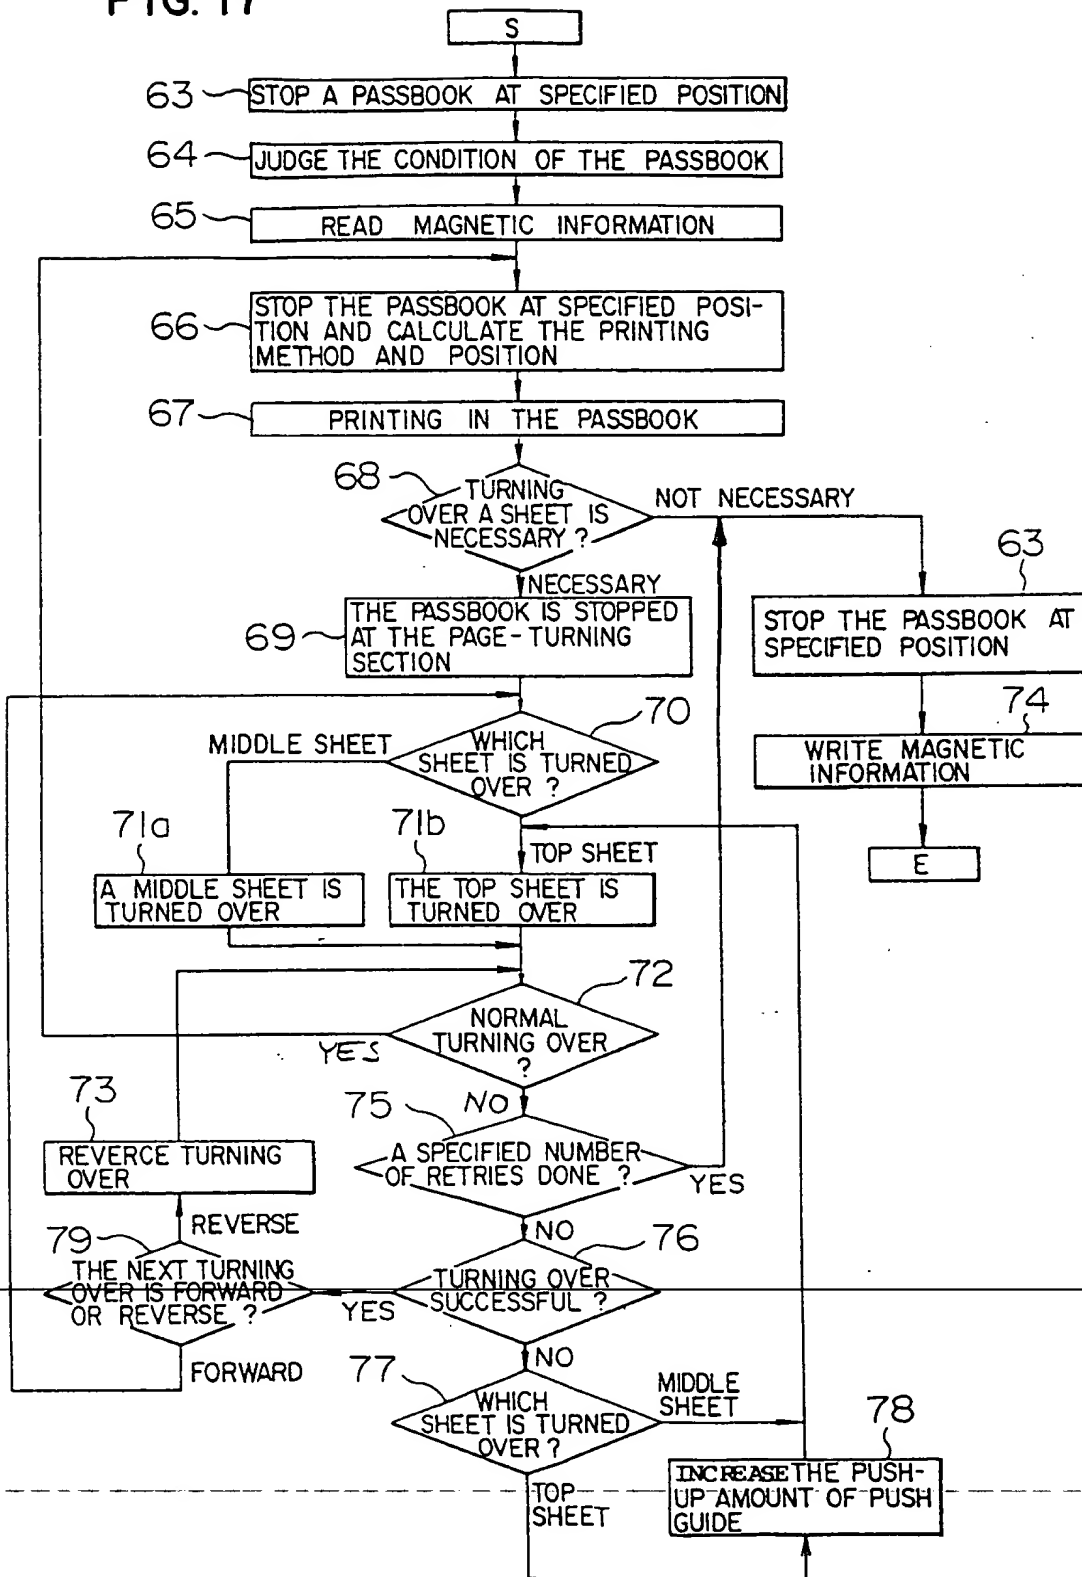 FIG. 17
S
63
STOP A PASSBOOK AT SPECIFIED POSITION
64
JUDGE THE CONDITION OF THE PASSBOOK
65
READ MAGNETIC INFORMATION
66
STOP THE PASSBOOK AT SPECIFIED POSI-
TION AND CALCULATE THE PRINTING
METHOD AND POSITION
67
PRINTING IN THE PASSBOOK
68
TURNING
OVER A SHEET IS
NECESSARY ?
NOT NECESSARY
NECESSARY
63
STOP THE PASSBOOK AT
SPECIFIED POSITION
69
THE PASSBOOK IS STOPPED
AT THE PAGE-TURNING
SECTION
74
WRITE MAGNETIC
INFORMATION
E
70
WHICH
SHEET IS TURNED
OVER ?
MIDDLE SHEET
TOP SHEET
71a
A MIDDLE SHEET IS
TURNED OVER
71b
THE TOP SHEET IS
TURNED OVER
72
NORMAL
TURNING OVER
?
YES
NO
73
REVERCE TURNING
OVER
75
A SPECIFIED NUMBER
OF RETRIES DONE ?
YES
NO
REVERSE
79
THE NEXT TURNING
OVER IS FORWARD
OR REVERSE ?
FORWARD
76
TURNING OVER
SUCCESSFUL ?
YES
NO
77
WHICH
SHEET IS TURNED
OVER ?
MIDDLE
SHEET
TOP
SHEET
78
INCREASE THE PUSH-
UP AMOUNT OF PUSH
GUIDE